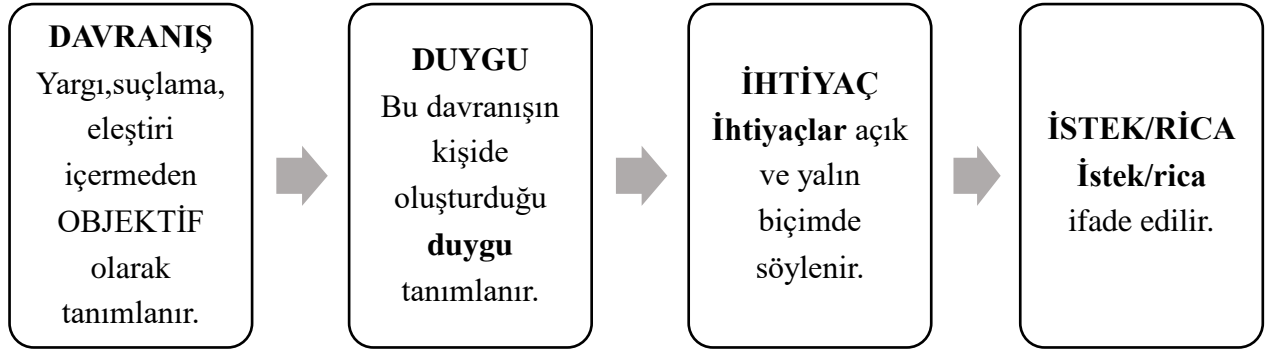 DAVRANIŞ
Yargı,suçlama,
eleştiri
içermeden
OBJEKTİF
olarak
tanımlanır.
DUYGU
Bu davranışın
kişide
oluşturduğu
duygu
tanımlanır.
İHTİYAÇ
İhtiyaçlar açık
ve yalın
biçimde
söylenir.
İSTEK/RİCA
İstek/rica
ifade edilir.